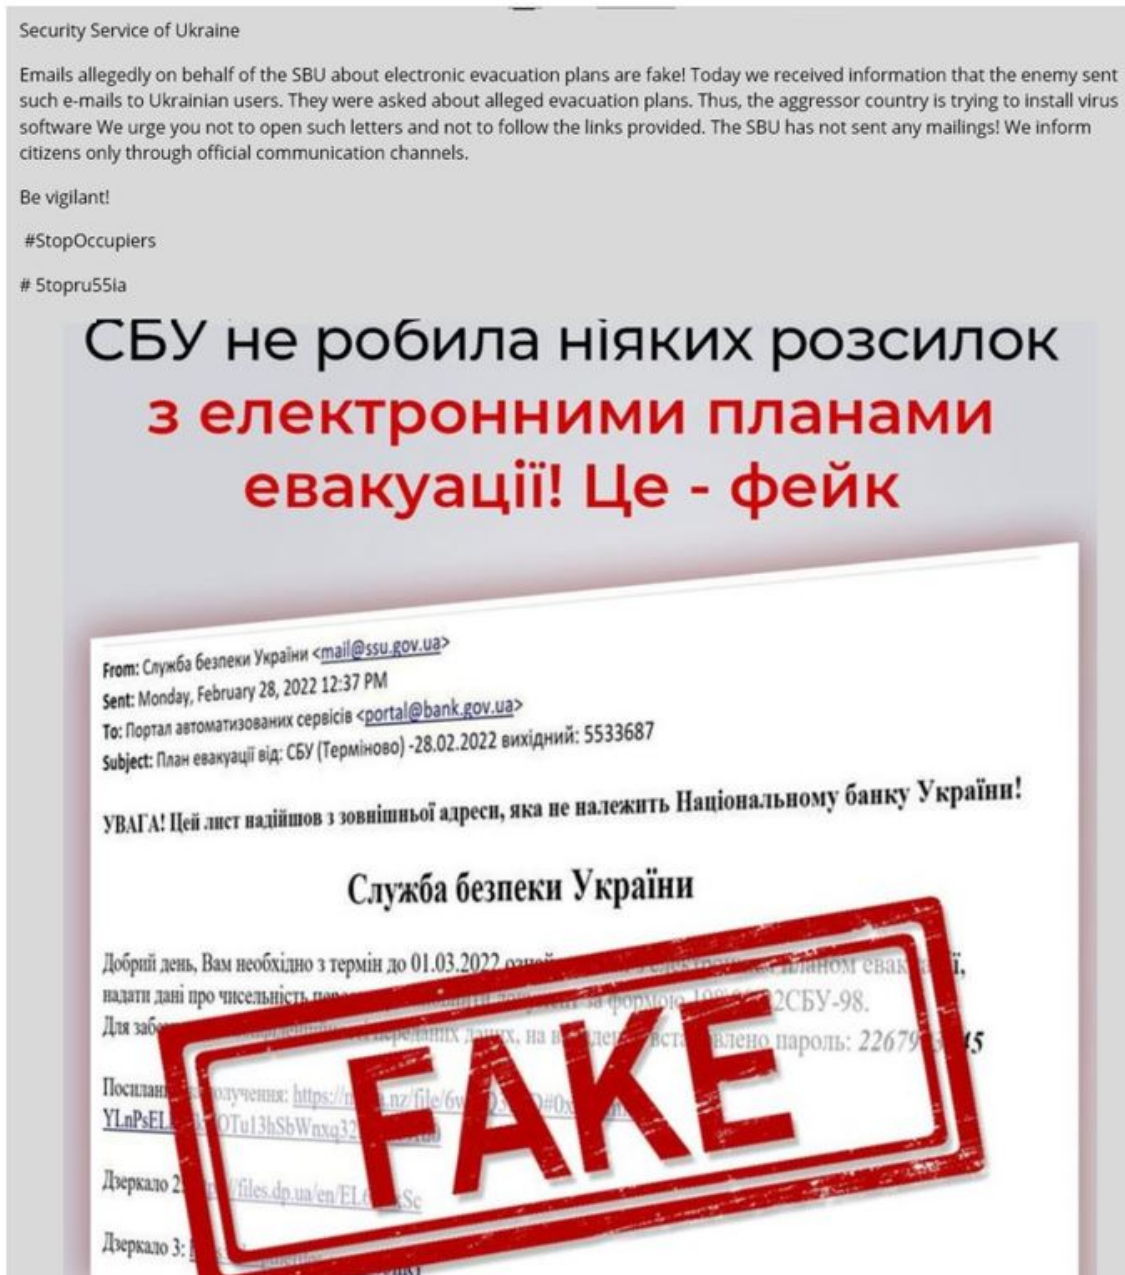 Security Service of Ukraine
Emails allegedly on behalf of the SBU about electronic evacuation plans are fake! Today we received information that the enemy sent
such e-mails to Ukrainian users. They were asked about alleged evacuation plans. Thus, the aggressor country is trying to install virus
software We urge you not to open such letters and not to follow the links provided. The SBU has not sent any mailings! We inform
citizens only through official communication channels.
Be vigilant!
#StopOccupiers
# 5topru55ia
СБУ не робила ніяких розсилок
з електронними планами
евакуації! Це - фейк
From: Служба безпеки України <mail@ssu.gov.ua>
Sent: Monday, February 28, 2022 12:37 PM
To: Портал автоматизованих сервісів <portal@bank.gov.ua>
Subject: План евакуації від: СБУ (Терміново) -28.02.2022 вихідний: 5533687
УВАГА! Цей лист надійшов з зовнішньої адреси, яка не належить Національному банку України!
Служба безпеки України
Добрий день, Вам необхідно з термін до 01.03.2022 планом
надати дані про чисельність документ за формою
Для даних, на пароль:
FAKE
Дзеркало 2:
Дзеркало 3: